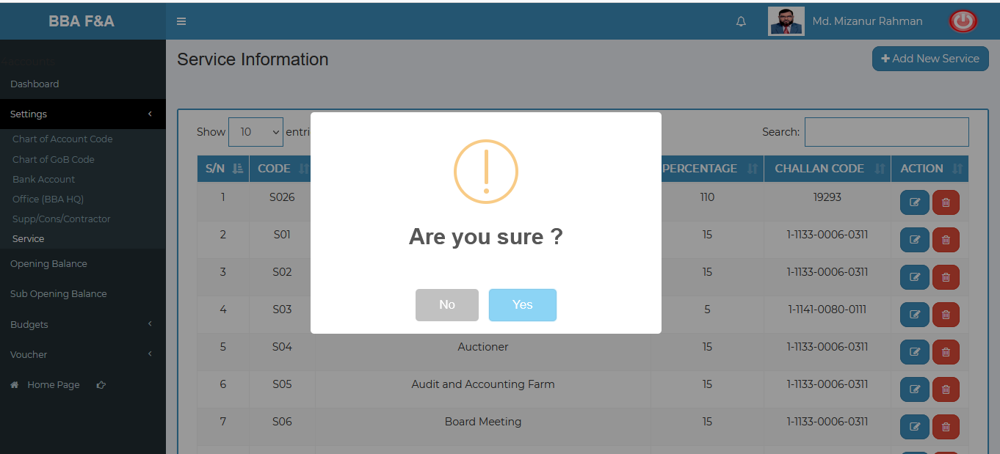 BBA F&A
Md. Mizanur Rahman
Accounts
Dashboard
Settings
Chart of Account Code
Chart of GoB Code
Bank Account
Office (BBA HQ)
Supp/Cons/Contractor
Service
Opening Balance
Sub Opening Balance
Budgets
Voucher
Home Page
Service Information
Add New Service
Show 10 entri
Search:
S/N CODE PERCENTAGE CHALLAN CODE ACTION
1 S026 110 19293
2 S01 15 1-1133-0006-0311
3 S02 15 1-1133-0006-0311
4 S03 5 1-1141-0080-0111
5 S04 Auctioner 15 1-1133-0006-0311
6 S05 Audit and Accounting Farm 15 1-1133-0006-0311
7 S06 Board Meeting 15 1-1133-0006-0311
Are you sure ?
No Yes